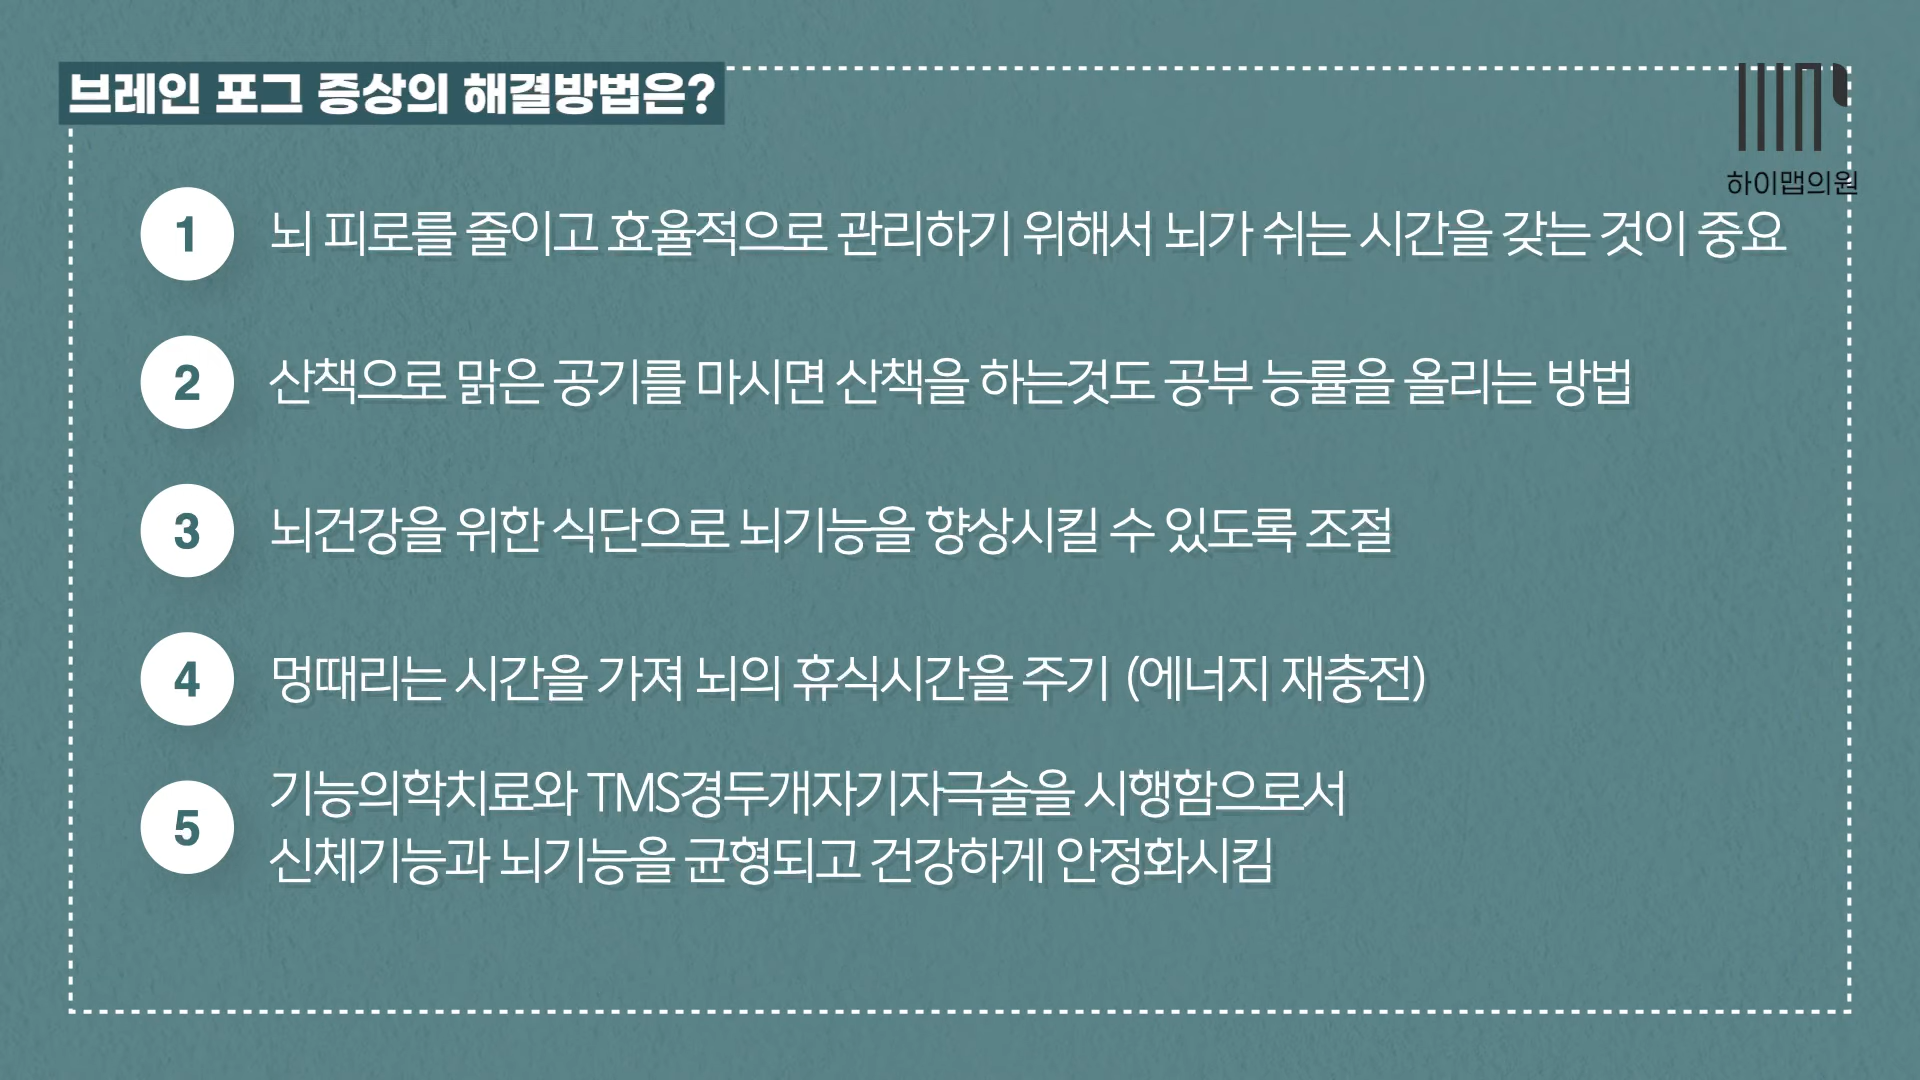 브레인 포그 증상의 해결방법은?
하이맵의원
1 뇌 피로를 줄이고 효율적으로 관리하기 위해서 뇌가 쉬는 시간을 갖는 것이 중요
2 산책으로 맑은 공기를 마시면 산책을 하는것도 공부 능률을 올리는 방법
3 뇌건강을 위한 식단으로 뇌기능을 향상시킬 수 있도록 조절
4 멍때리는 시간을 가져 뇌의 휴식시간을 주기 (에너지 재충전)
5 기능의학치료와 TMS경두개자기자극술을 시행함으로서
신체기능과 뇌기능을 균형되고 건강하게 안정화시킴